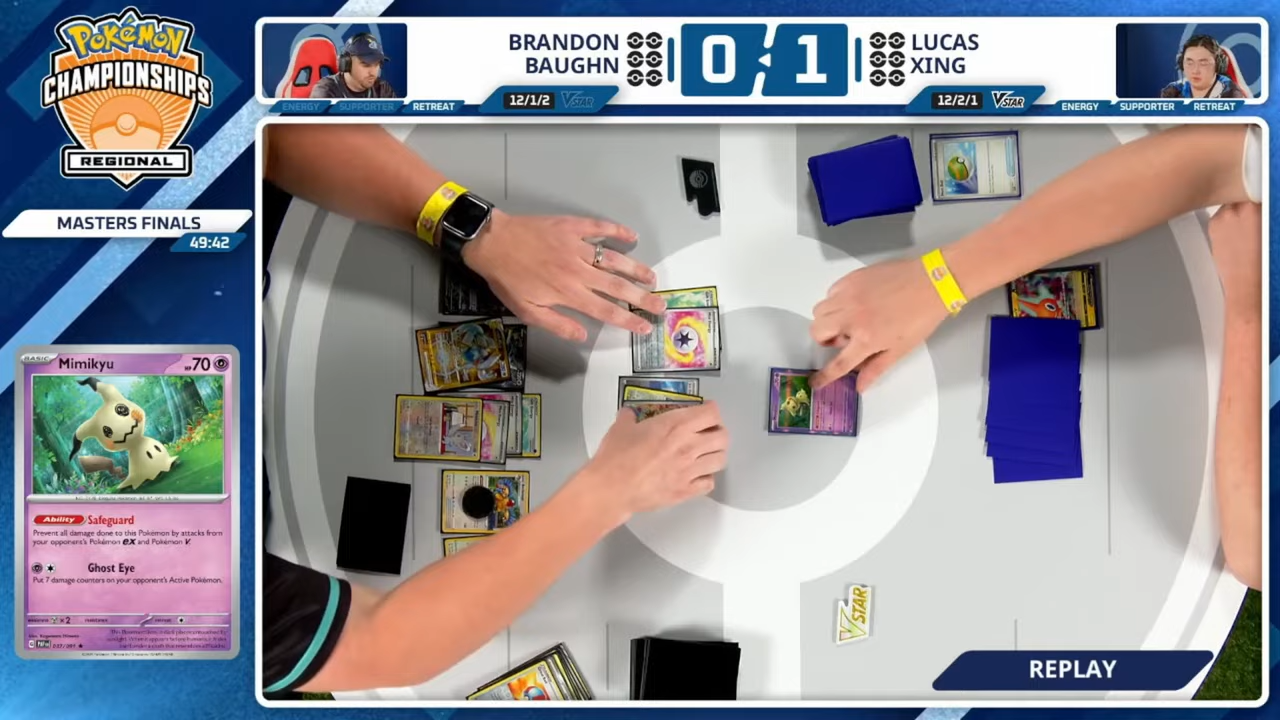 Pokémon
CHAMPIONSHIPS
REGIONAL
MASTERS FINALS
49:42
BRANDON
BAUGHN
0
1
LUCAS
XING
ENERGY SUPPORTER RETREAT
12/1/2 VSTAR
12/2/1 VSTAR
ENERGY SUPPORTER RETREAT
BASIC
Mimikyu
HP70
Ability Safeguard
Prevent all damage done to this Pokémon by attacks from
your opponent's Pokémon ex and Pokémon V.
Ghost Eye
Put 7 damage counters on your opponent's Active Pokémon.
VSTAR
REPLAY